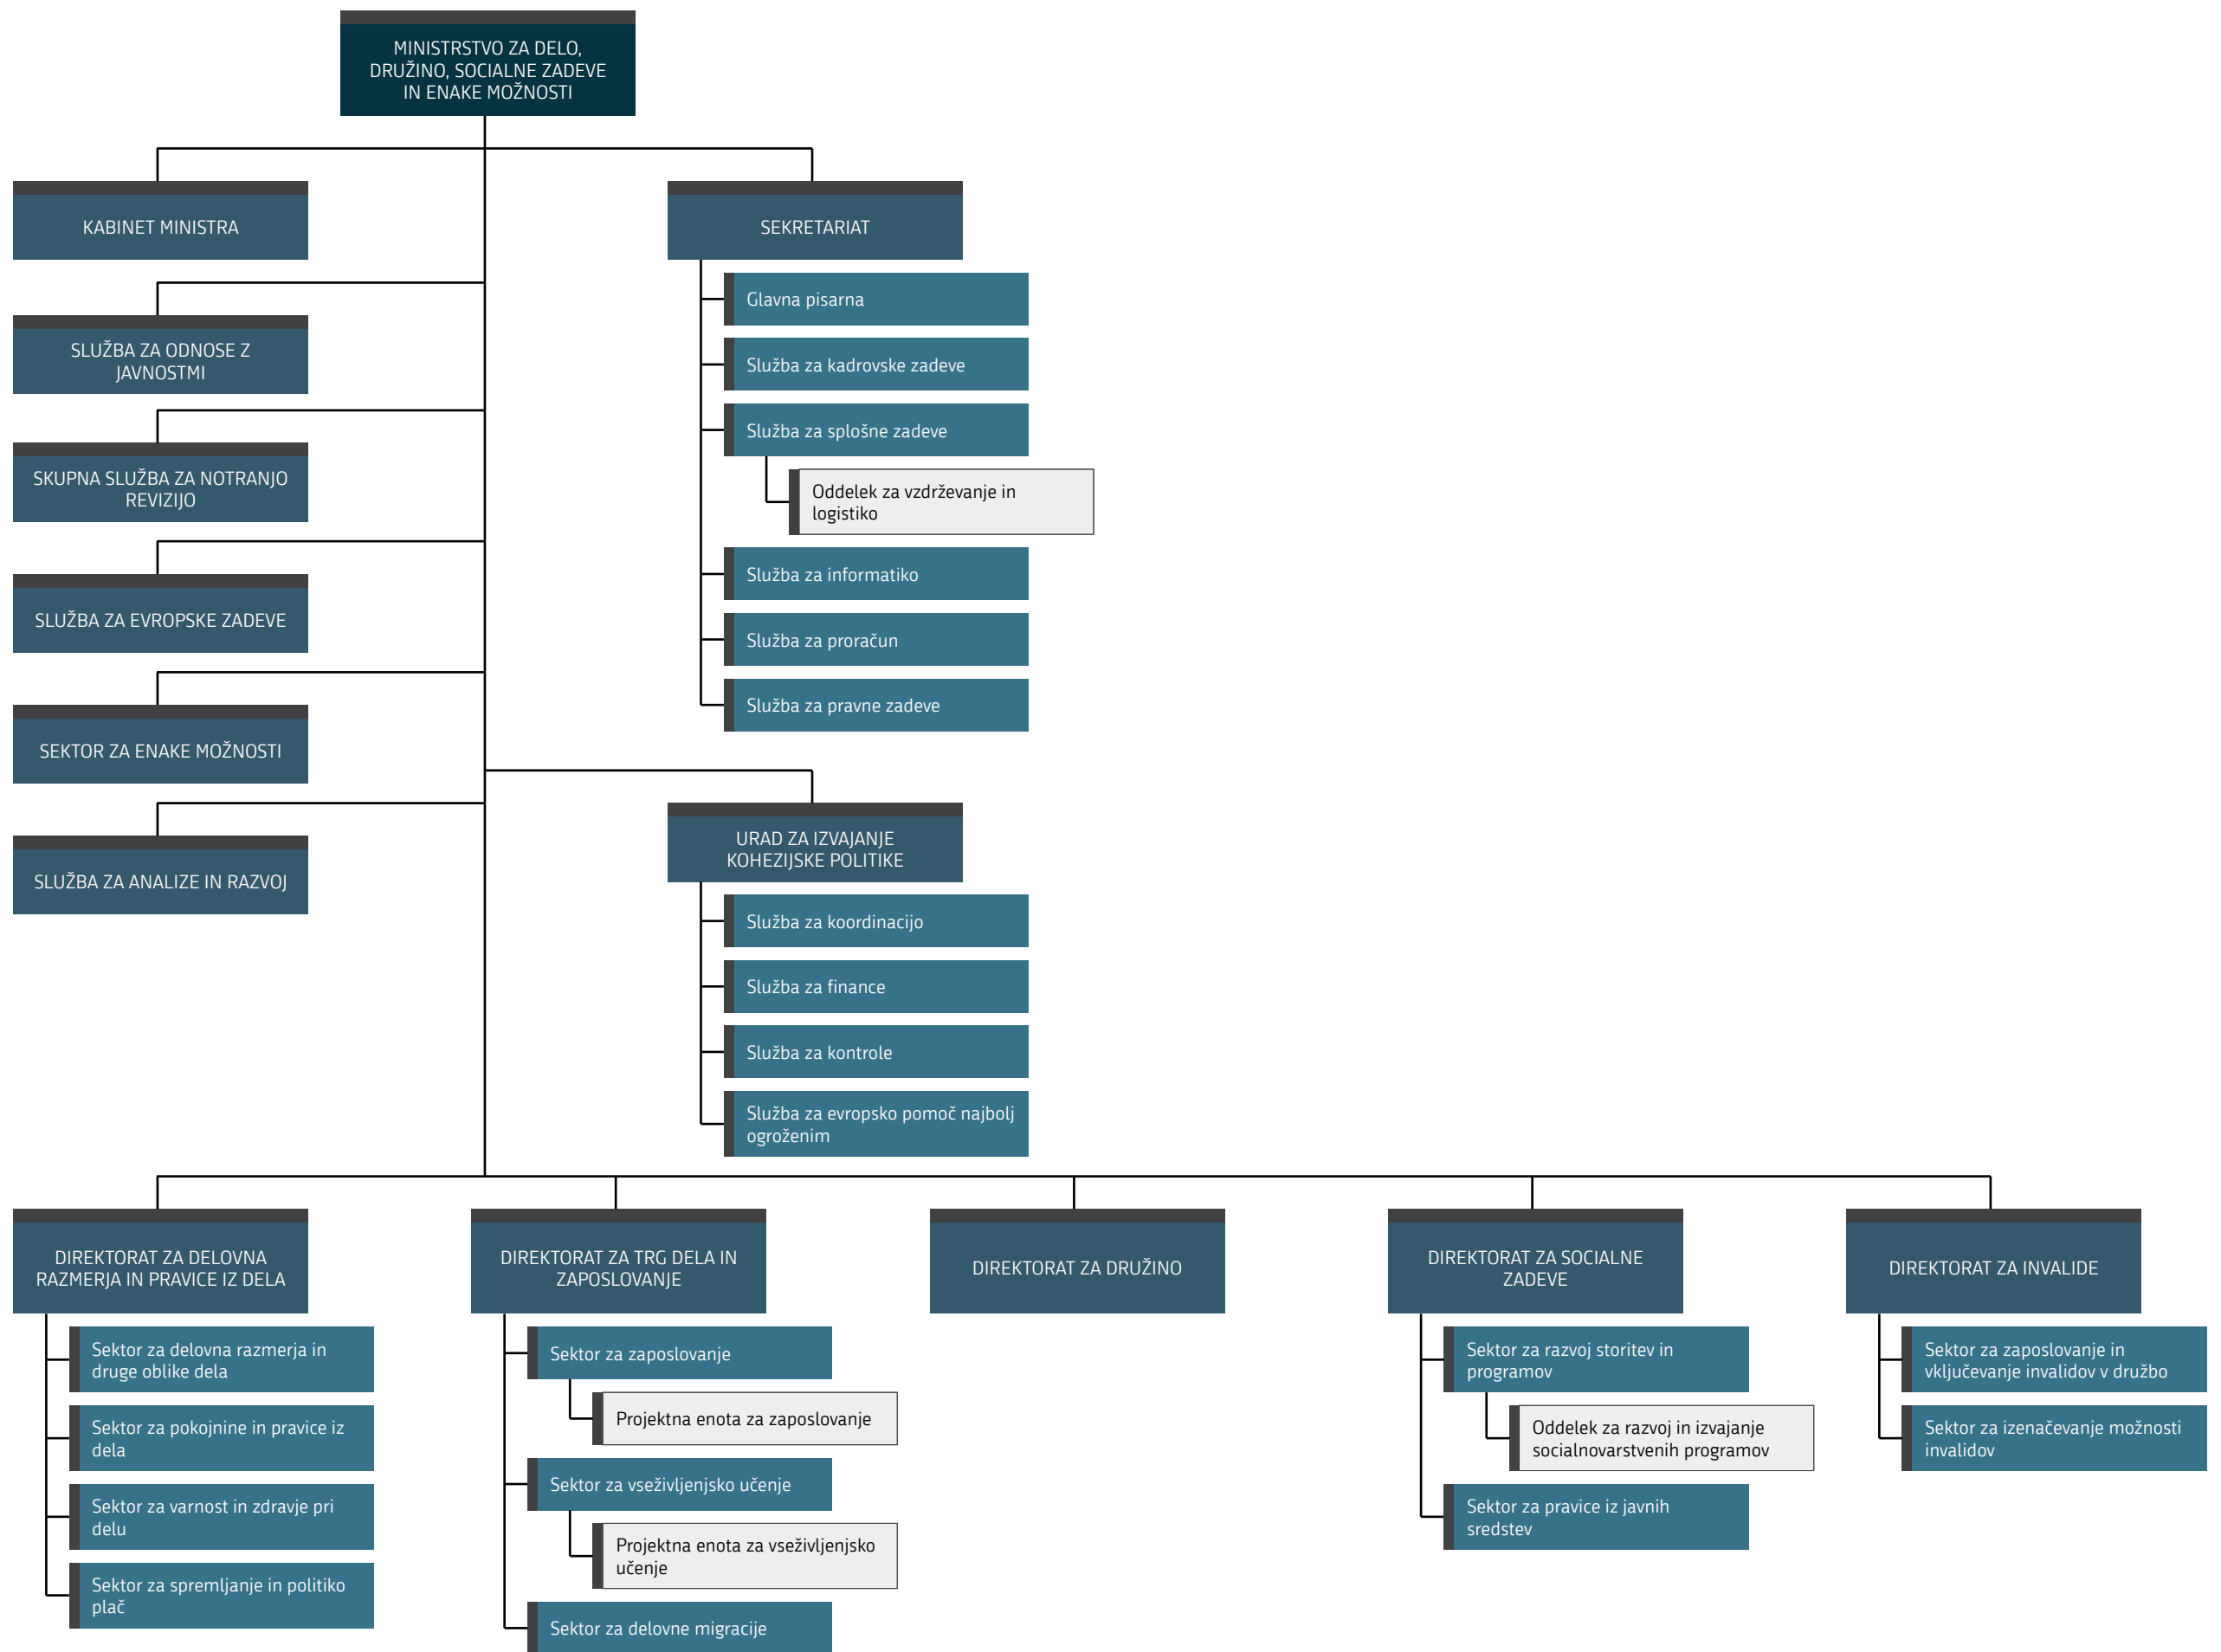 MINISTRSTVO ZA DELO,
DRUŽINO, SOCIALNE ZADEVE
IN ENAKE MOŽNOSTI
KABINET MINISTRA
SLUŽBA ZA ODNOSE Z
JAVNOSTMI
SKUPNA SLUŽBA ZA NOTRANJO
REVIZIJO
SLUŽBA ZA EVROPSKE ZADEVE
SEKTOR ZA ENAKE MOŽNOSTI
SLUŽBA ZA ANALIZE IN RAZVOJ
SEKRETARIAT
Glavna pisarna
Služba za kadrovske zadeve
Služba za splošne zadeve
Oddelek za vzdrževanje in
logistiko
Služba za informatiko
Služba za proračun
Služba za pravne zadeve
URAD ZA IZVAJANJE
KOHEZIJSKE POLITIKE
Služba za koordinacijo
Služba za finance
Služba za kontrole
Služba za evropsko pomoč najbolj
ogroženim
DIREKTORAT ZA DELOVNA
RAZMERJA IN PRAVICE IZ DELA
Sektor za delovna razmerja in
druge oblike dela
Sektor za pokojnine in pravice iz
dela
Sektor za varnost in zdravje pri
delu
Sektor za spremljanje in politiko
plač
DIREKTORAT ZA TRG DELA IN
ZAPOSLOVANJE
Sektor za zaposlovanje
Projektna enota za zaposlovanje
Sektor za vseživljenjsko učenje
Projektna enota za vseživljenjsko
učenje
Sektor za delovne migracije
DIREKTORAT ZA DRUŽINO
DIREKTORAT ZA SOCIALNE
ZADEVE
Sektor za razvoj storitev in
programov
Oddelek za razvoj in izvajanje
socialnovarstvenih programov
Sektor za pravice iz javnih
sredstev
DIREKTORAT ZA INVALIDE
Sektor za zaposlovanje in
vključevanje invalidov v družbo
Sektor za izenačevanje možnosti
invalidov